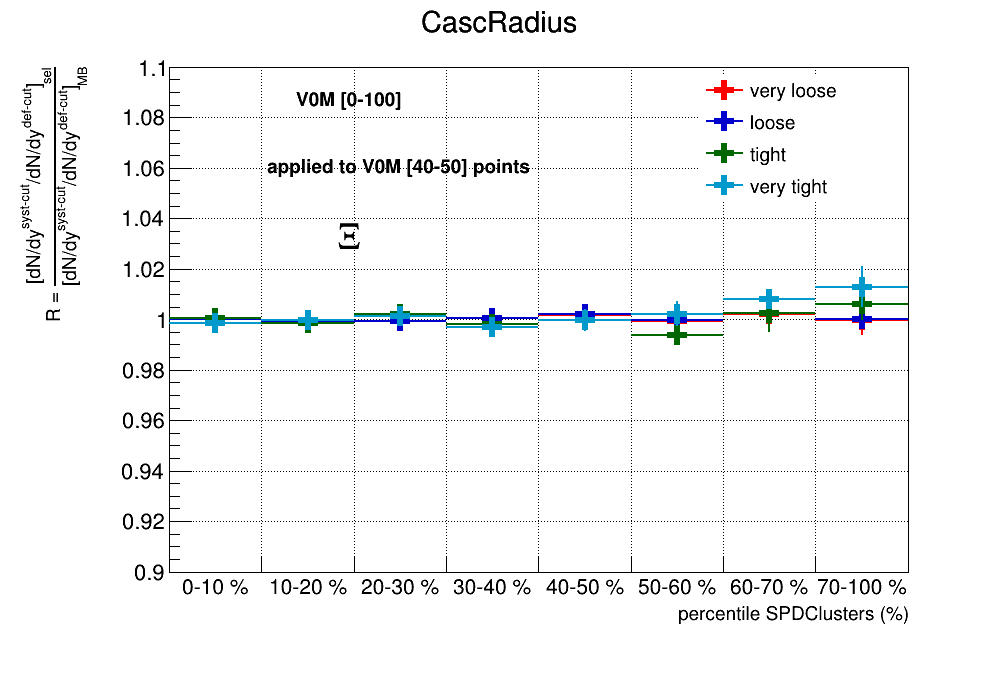 CascRadius
R = [dN/dy^syst-cut/dN/dy^def-cut]_sel
[dN/dy^syst-cut/dN/dy^def-cut]_MB
1.1
1.08
1.06
1.04
1.02
1
0.98
0.96
0.94
0.92
0.9
V0M [0-100]
applied to V0M [40-50] points
Ξ
very loose
loose
tight
very tight
0-10 % 10-20 % 20-30 % 30-40 % 40-50 % 50-60 % 60-70 % 70-100 %
percentile SPDClusters (%)